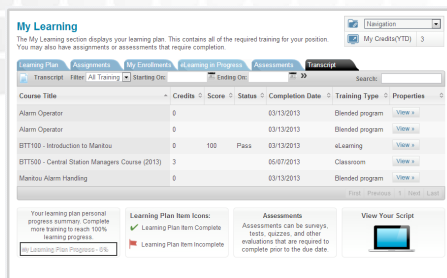 My Learning
The My Learning section displays your learning plan. This contains all of the required training for your position.
You may also have assignments or assessments that require completion.
Navigation
My Credits(YTD) 3
Learning Plan Assignments My Enrollments eLearning in Progress Assessments Transcript
Transcript Filter: All Training Starting On: Ending On: » Search:
Course Title Credits Score Status Completion Date Training Type Properties
Alarm Operator 0 03/13/2013 Blended program View »
Alarm Operator 0 03/13/2013 Blended program View »
BTT100 - Introduction to Manitou 0 100 Pass 03/13/2013 eLearning View »
BTT500 - Central Station Managers Course (2013) 3 05/07/2013 Classroom View »
Manitou Alarm Handling 0 03/13/2013 Blended program View »
First Previous 1 Next Last
Your learning plan personal
progress summary. Complete
more training to reach 100%
learning progress.
My Learning Plan Progress - 0%
Learning Plan Item Icons:
Learning Plan Item Complete
Learning Plan Item Incomplete
Assessments
Assessments can be surveys,
tests, quizzes, and other
evaluations that are required to
complete prior to the due date.
View Your Script